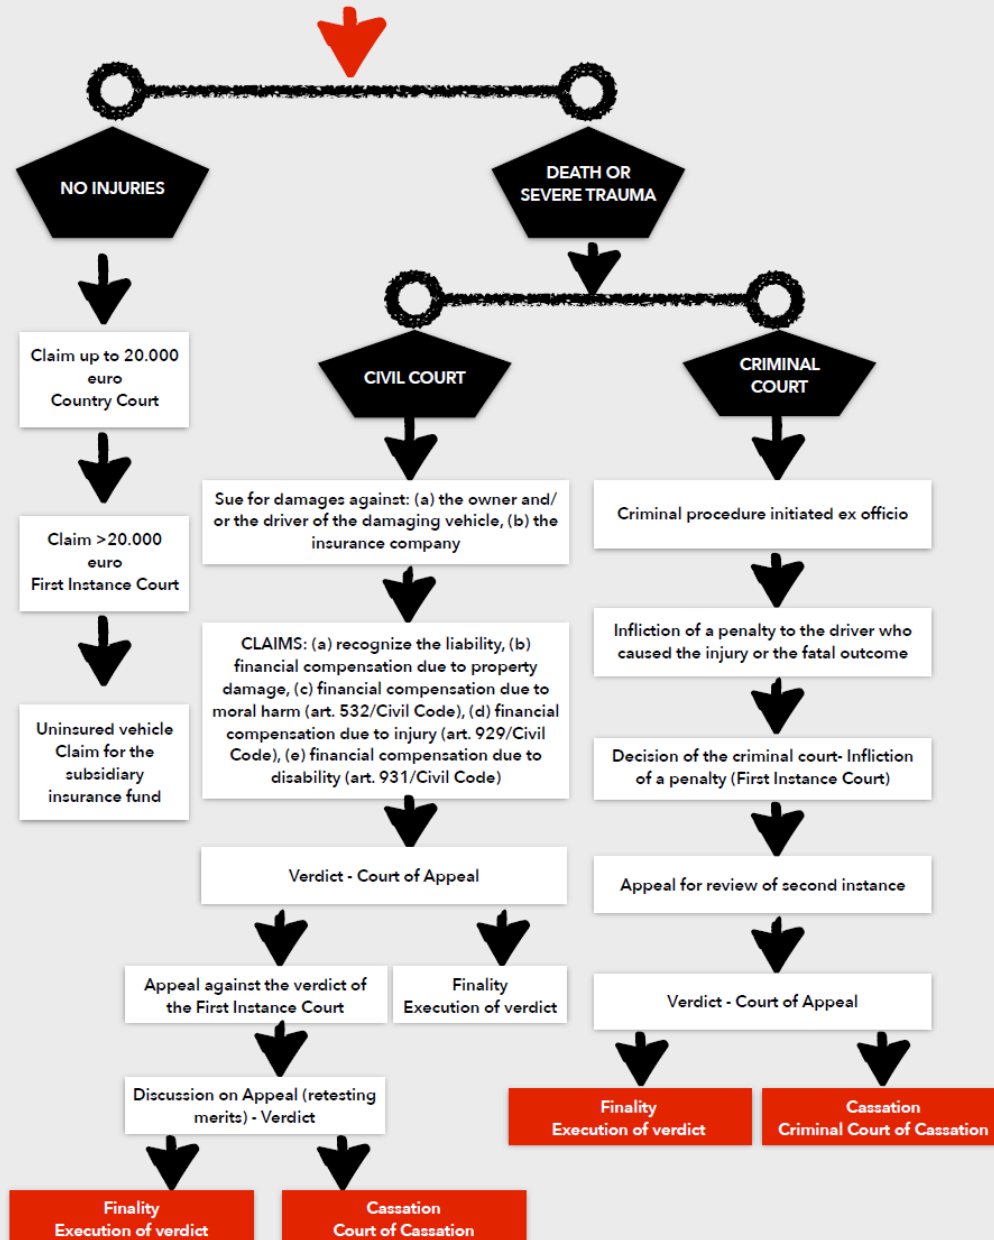 NO INJURIES
DEATH OR
SEVERE TRAUMA
Claim up to 20.000
euro
Country Court
Claim >20.000
euro
First Instance Court
Uninsured vehicle
Claim for the
subsidiary
insurance fund
CIVIL COURT
Sue for damages against: (a) the owner and/
or the driver of the damaging vehicle, (b) the
insurance company
CLAIMS: (a) recognize the liability, (b)
financial compensation due to property
damage, (c) financial compensation due to
moral harm (art. 532/Civil Code), (d) financial
compensation due to injury (art. 929/Civil
Code), (e) financial compensation due to
disability (art. 931/Civil Code)
Verdict - Court of Appeal
Appeal against the verdict of
the First Instance Court
Finality
Execution of verdict
Discussion on Appeal (retesting
merits) - Verdict
Finality
Execution of verdict
Cassation
Court of Cassation
CRIMINAL
COURT
Criminal procedure initiated ex officio
Infliction of a penalty to the driver who
caused the injury or the fatal outcome
Decision of the criminal court- Infliction
of a penalty (First Instance Court)
Appeal for review of second instance
Verdict - Court of Appeal
Finality
Execution of verdict
Cassation
Criminal Court of Cassation